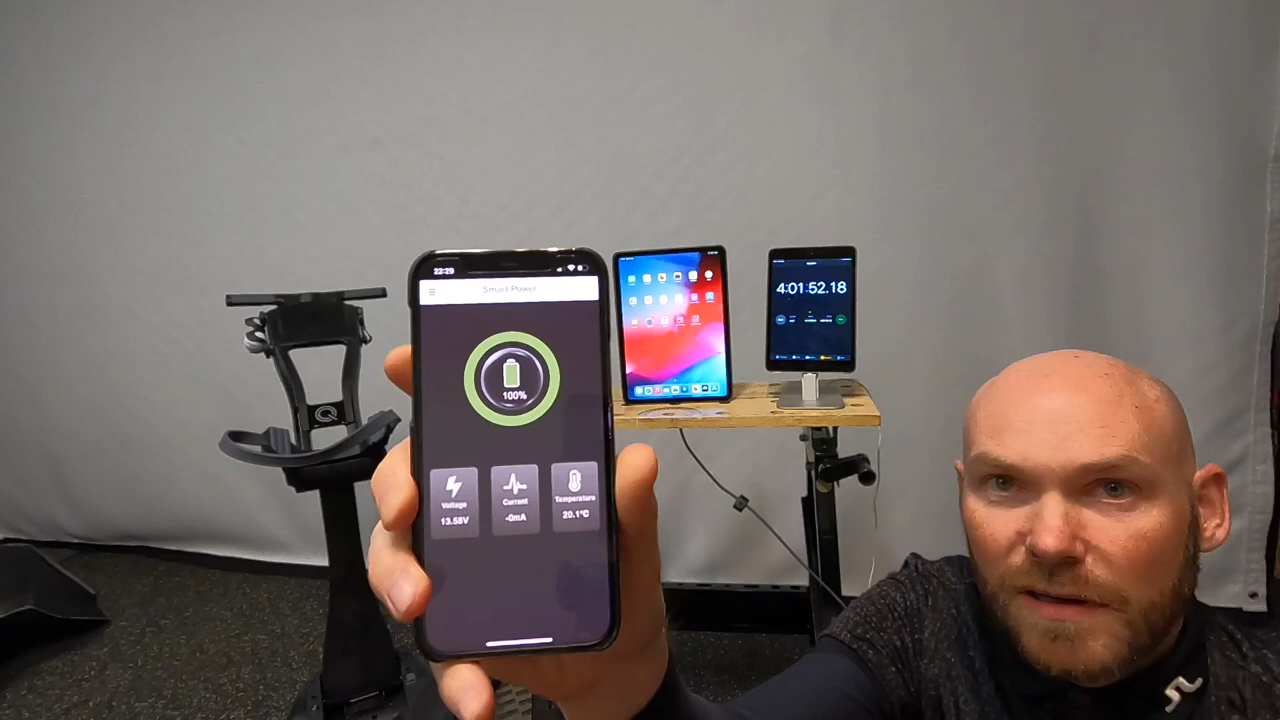 22:29
Smart Power
100%
Voltage
13.58V
Current
-0mA
Temperature
20.1°C
4:01:52.18